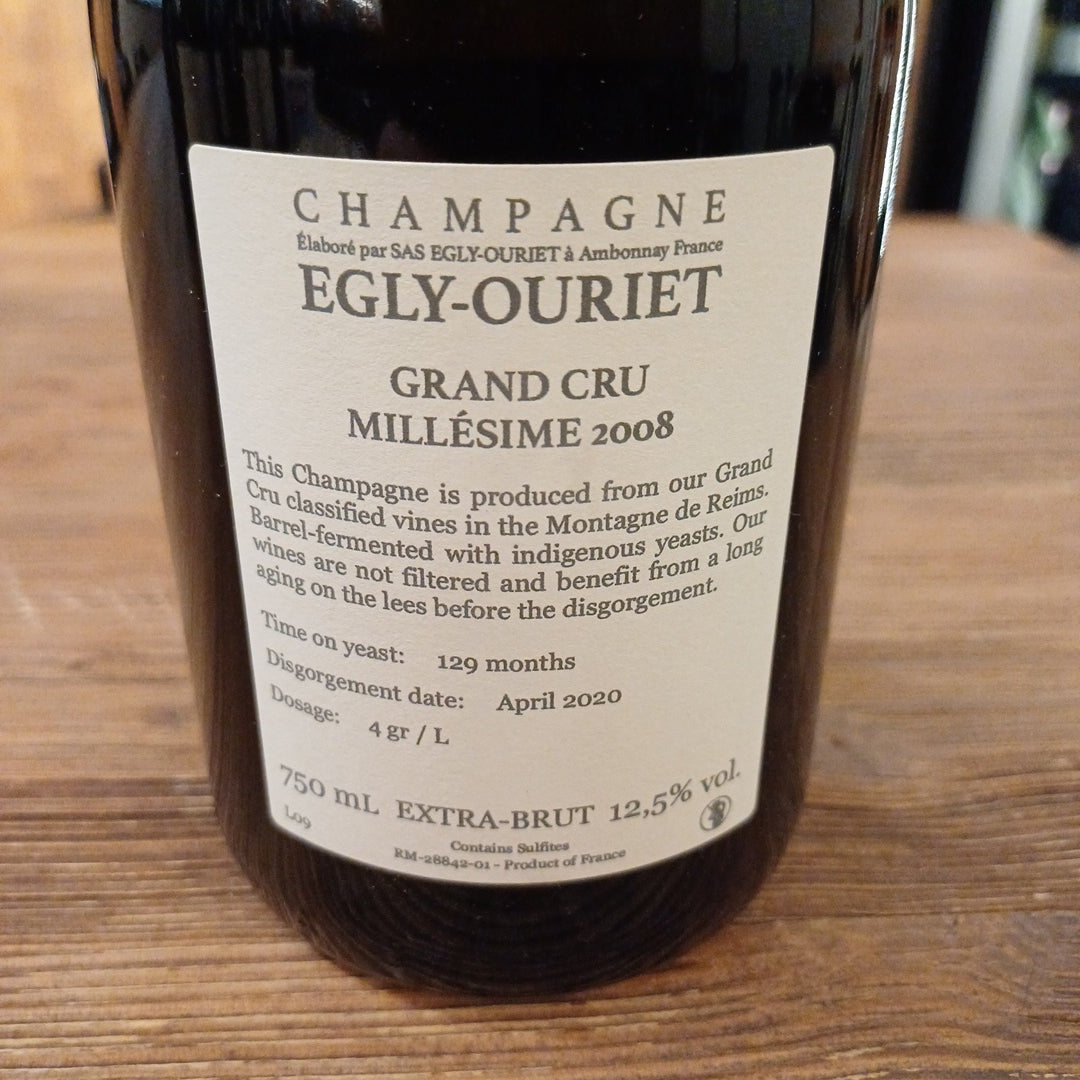 CHAMPAGNE
Élaboré par SAS EGLY-OURIET à Ambonnay France
EGLY-OURIET
GRAND CRU
MILLÉSIME 2008
This Champagne is produced from our Grand
Cru classified vines in the Montagne de Reims.
Barrel-fermented with indigenous yeasts. Our
wines are not filtered and benefit from a long
aging on the lees before the disgorgement.
Time on yeast: 129 months
Disgorgement date: April 2020
Dosage: 4 gr / L
750 mL EXTRA-BRUT 12,5% vol.
L09
Contains Sulfites
RM-28842-01 - Product of France